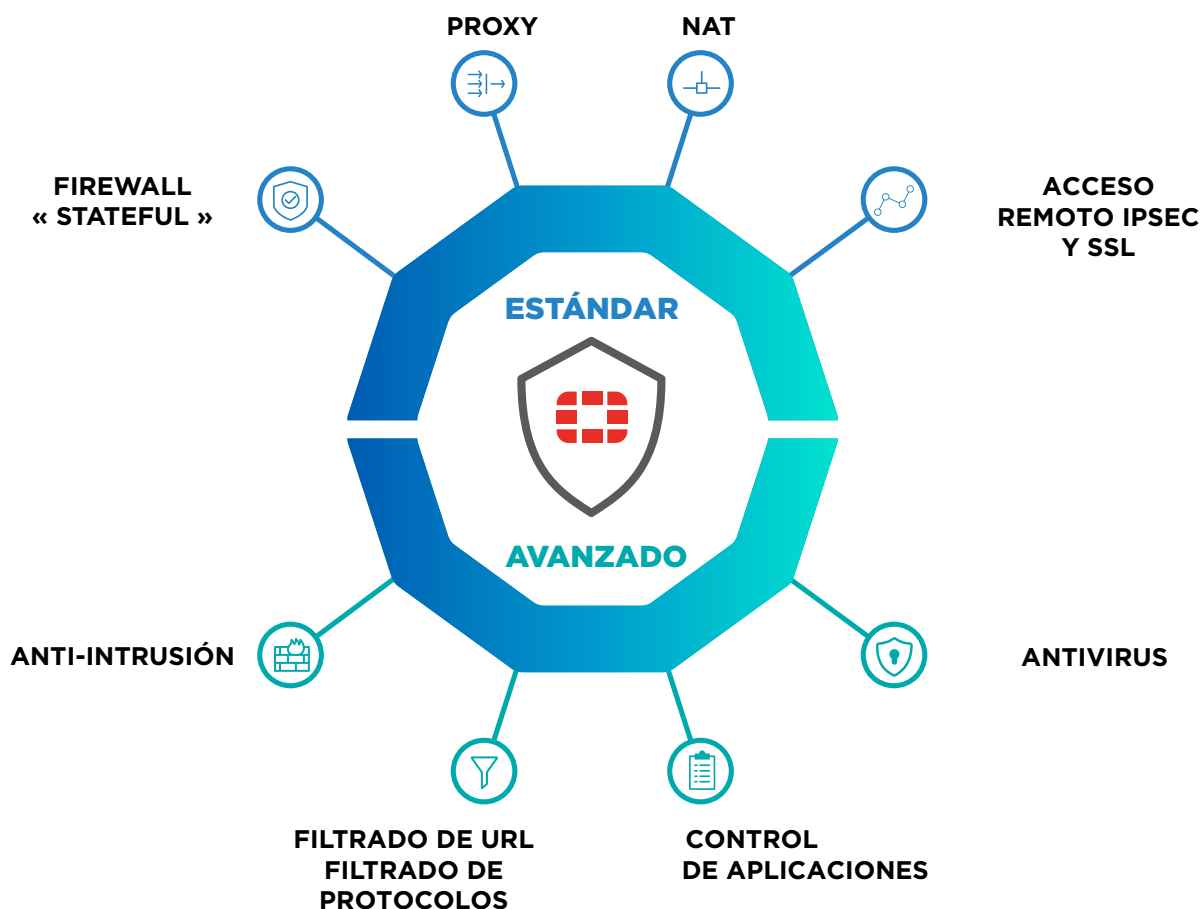 PROXY
NAT
FIREWALL
« STATEFUL »
ACCESO
REMOTO IPSEC
Y SSL
ESTÁNDAR
AVANZADO
ANTI-INTRUSIÓN
ANTIVIRUS
FILTRADO DE URL
FILTRADO DE
PROTOCOLOS
CONTROL
DE APLICACIONES